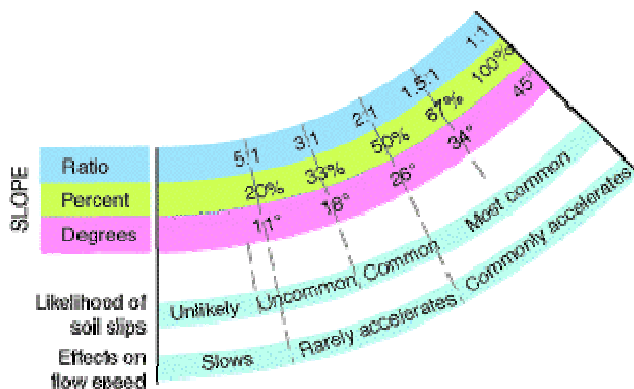 SLOPE
Ratio 5:1 3:1 2:1 1.5:1 1:1
Percent 20% 33% 50% 67% 100%
Degrees 11° 18° 26° 34° 45°
Likelihood of
soil slips
Unlikely Uncommon Common Most common
Effects on
flow speed
Slows Rarely accelerates Commonly accelerates